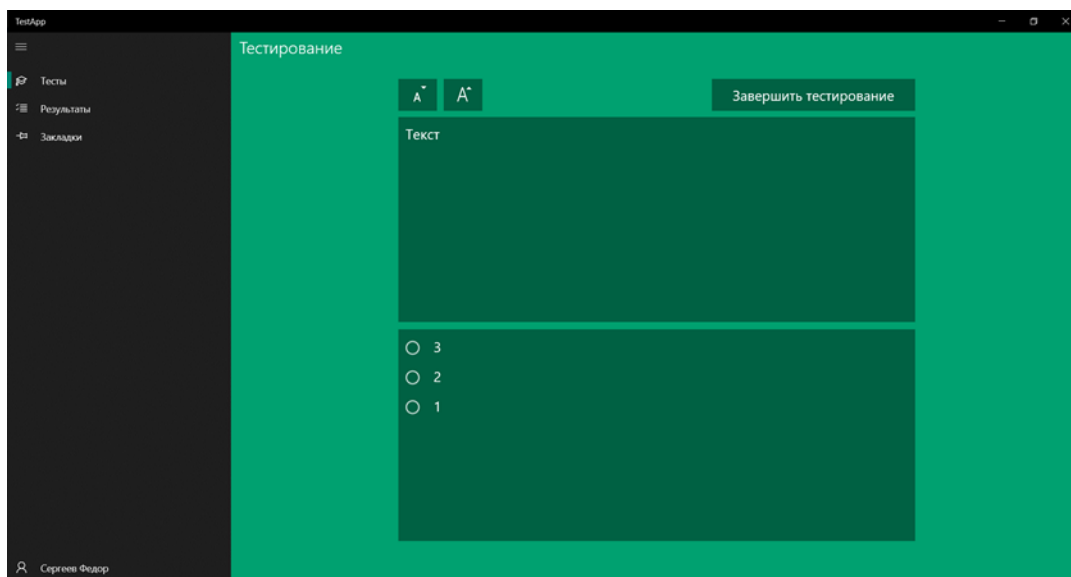 TestApp
Тестирование
Тесты
Результаты
Закладки
A A
Завершить тестирование
Текст
3
2
1
Сергеев Федор